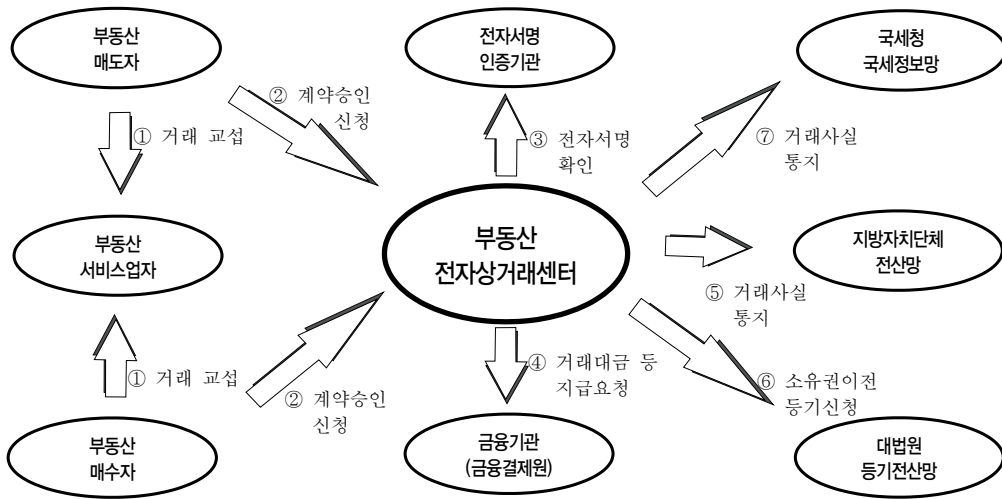 부동산
매도자
전자서명
인증기관
국세청
국세정보망
② 계약승인
신청
① 거래 교섭
③ 전자서명
확인
⑦ 거래사실
통지
부동산
서비스업자
부동산
전자상거래센터
지방자치단체
전산망
⑤ 거래사실
통지
① 거래 교섭
② 계약승인
신청
④ 거래대금 등
지급요청
⑥ 소유권이전
등기신청
부동산
매수자
금융기관
(금융결제원)
대법원
등기전산망